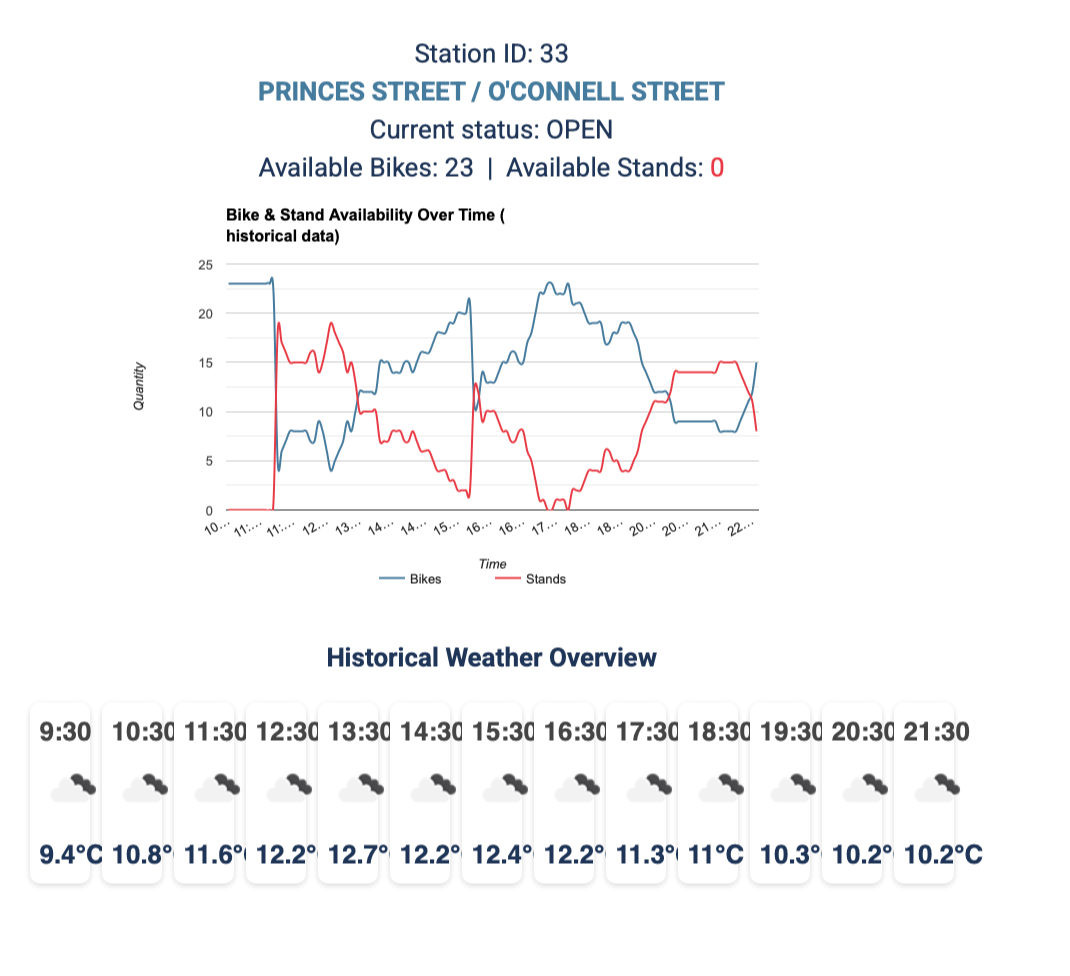 Station ID: 33
PRINCES STREET / O'CONNELL STREET
Current status: OPEN
Available Bikes: 23 | Available Stands: 0
Bike & Stand Availability Over Time (
historical data)
25
20
15
10
5
0
Quantity
10… 11:… 11:… 12… 13… 14… 14… 15… 16… 16… 17… 18… 18… 20… 20… 21… 22…
Time
Bikes Stands
Historical Weather Overview
9:30 10:30 11:30 12:30 13:30 14:30 15:30 16:30 17:30 18:30 19:30 20:30 21:30
9.4°C 10.8° 11.6° 12.2° 12.7° 12.2° 12.4° 12.2° 11.3° 11°C 10.3° 10.2° 10.2°C